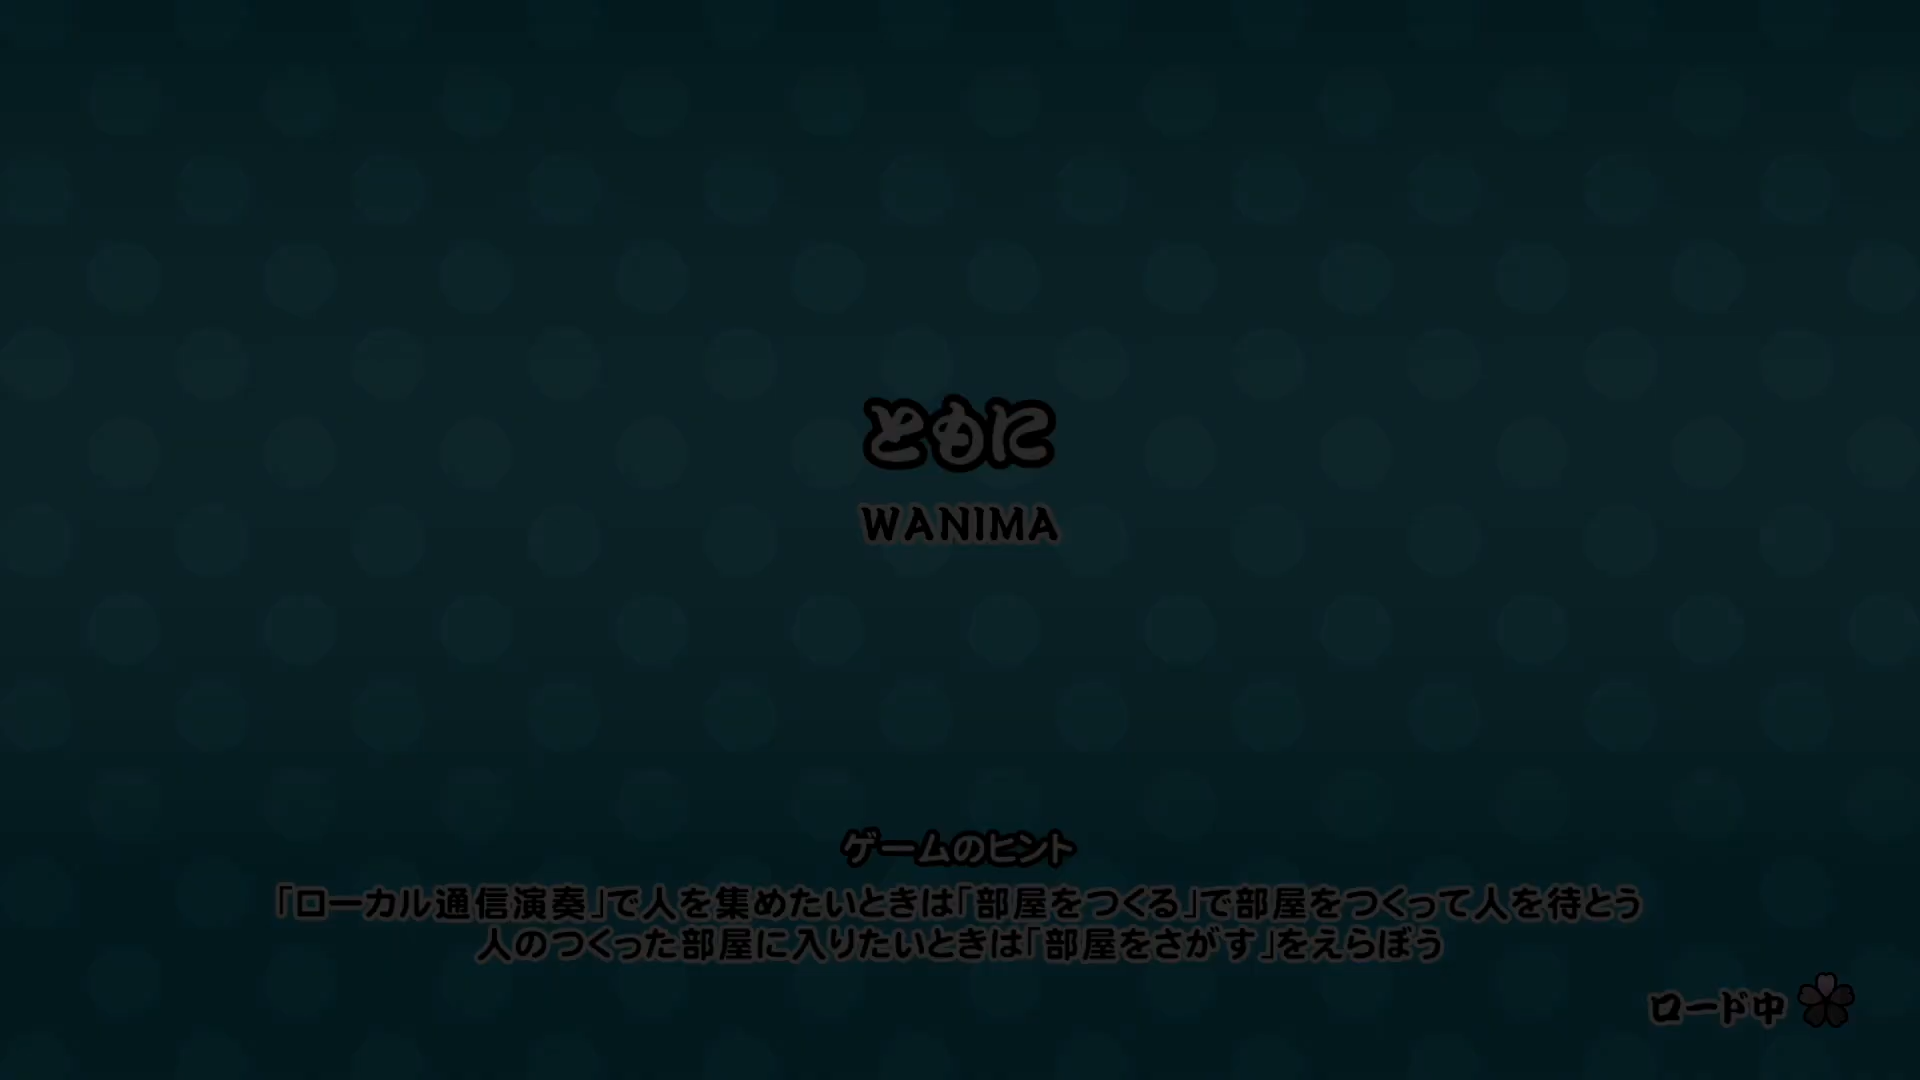 ともに
WANIMA
ゲームのヒント
「ローカル通信演奏」で人を集めたいときは「部屋をつくる」で部屋をつくって人を待とう
人のつくった部屋に入りたいときは「部屋をさがす」をえらぼう
ロード中